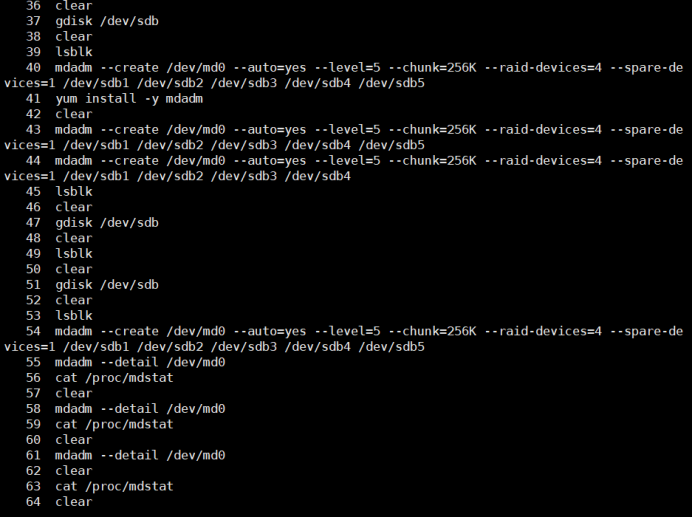 36  clear
37  gdisk /dev/sdb
38  clear
39  lsblk
40  mdadm --create /dev/md0 --auto=yes --level=5 --chunk=256K --raid-devices=4 --spare-de
vices=1 /dev/sdb1 /dev/sdb2 /dev/sdb3 /dev/sdb4 /dev/sdb5
41  yum install -y mdadm
42  clear
43  mdadm --create /dev/md0 --auto=yes --level=5 --chunk=256K --raid-devices=4 --spare-de
vices=1 /dev/sdb1 /dev/sdb2 /dev/sdb3 /dev/sdb4 /dev/sdb5
44  mdadm --create /dev/md0 --auto=yes --level=5 --chunk=256K --raid-devices=4 --spare-de
vices=1 /dev/sdb1 /dev/sdb2 /dev/sdb3 /dev/sdb4
45  lsblk
46  clear
47  gdisk /dev/sdb
48  clear
49  lsblk
50  clear
51  gdisk /dev/sdb
52  clear
53  lsblk
54  mdadm --create /dev/md0 --auto=yes --level=5 --chunk=256K --raid-devices=4 --spare-de
vices=1 /dev/sdb1 /dev/sdb2 /dev/sdb3 /dev/sdb4 /dev/sdb5
55  mdadm --detail /dev/md0
56  cat /proc/mdstat
57  clear
58  mdadm --detail /dev/md0
59  cat /proc/mdstat
60  clear
61  mdadm --detail /dev/md0
62  clear
63  cat /proc/mdstat
64  clear